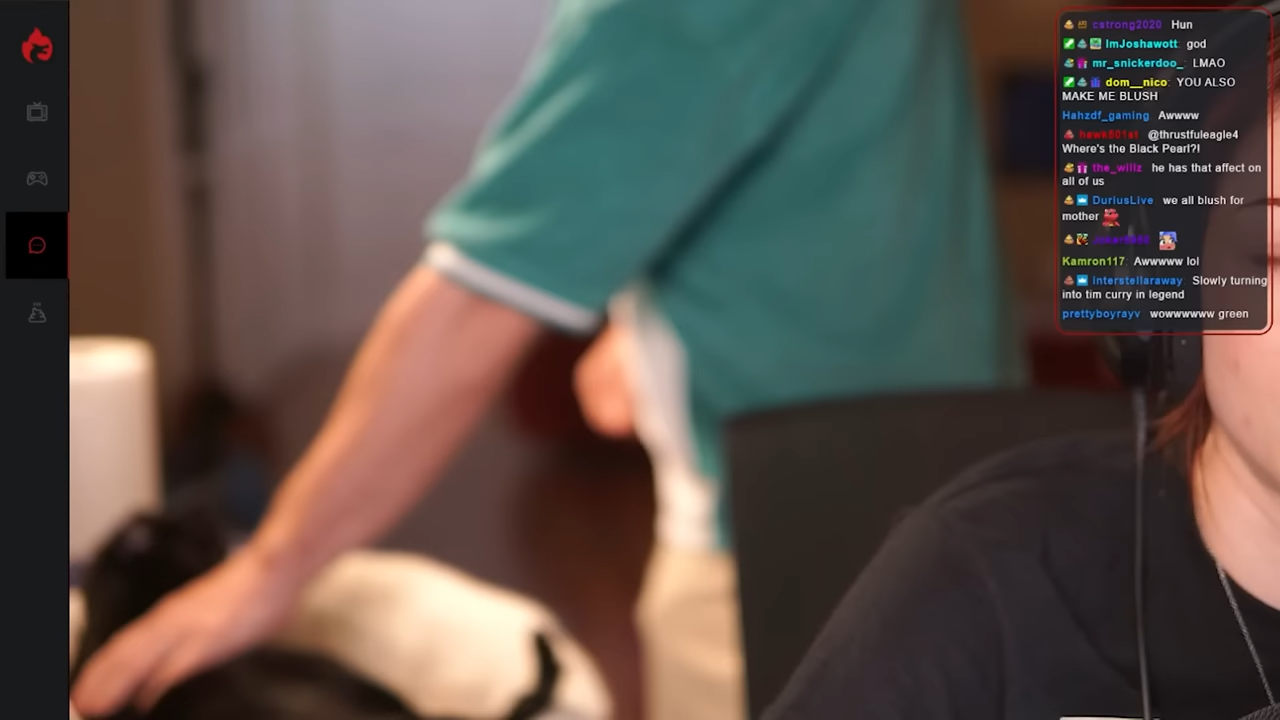 cstrong2020 Hun
ImJoshawott: god
mr_snickerdoo_: LMAO
dom__nico: YOU ALSO
MAKE ME BLUSH
Hahzdf_gaming Awwww
hawk801st @thrustfuleagle4
Where's the Black Pearl?!
the_willz he has that affect on
all of us
DuriusLive we all blush for
mother
Kamron117: Awwwww lol
interstellaraway Slowly turning
into tim curry in legend
prettyboyrayv wowwwwww green